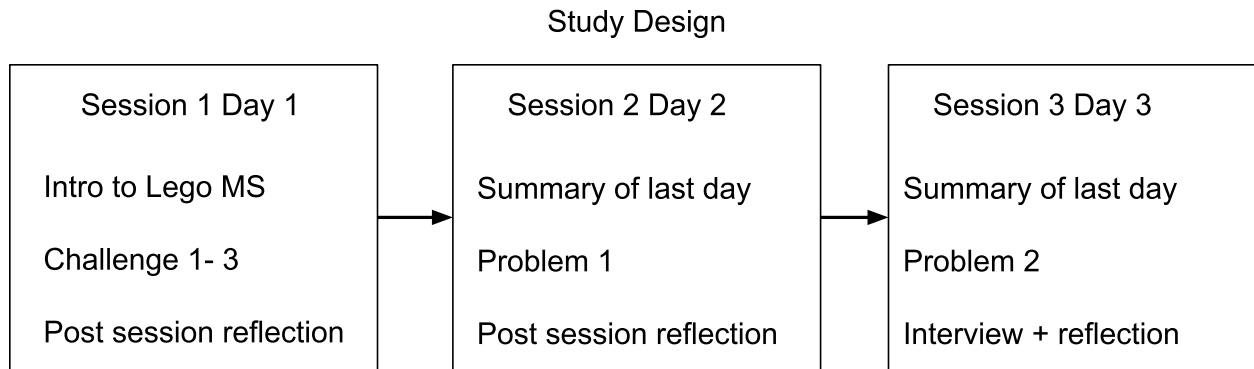 Study Design
Session 1 Day 1
Intro to Lego MS
Challenge 1- 3
Post session reflection
Session 2 Day 2
Summary of last day
Problem 1
Post session reflection
Session 3 Day 3
Summary of last day
Problem 2
Interview + reflection